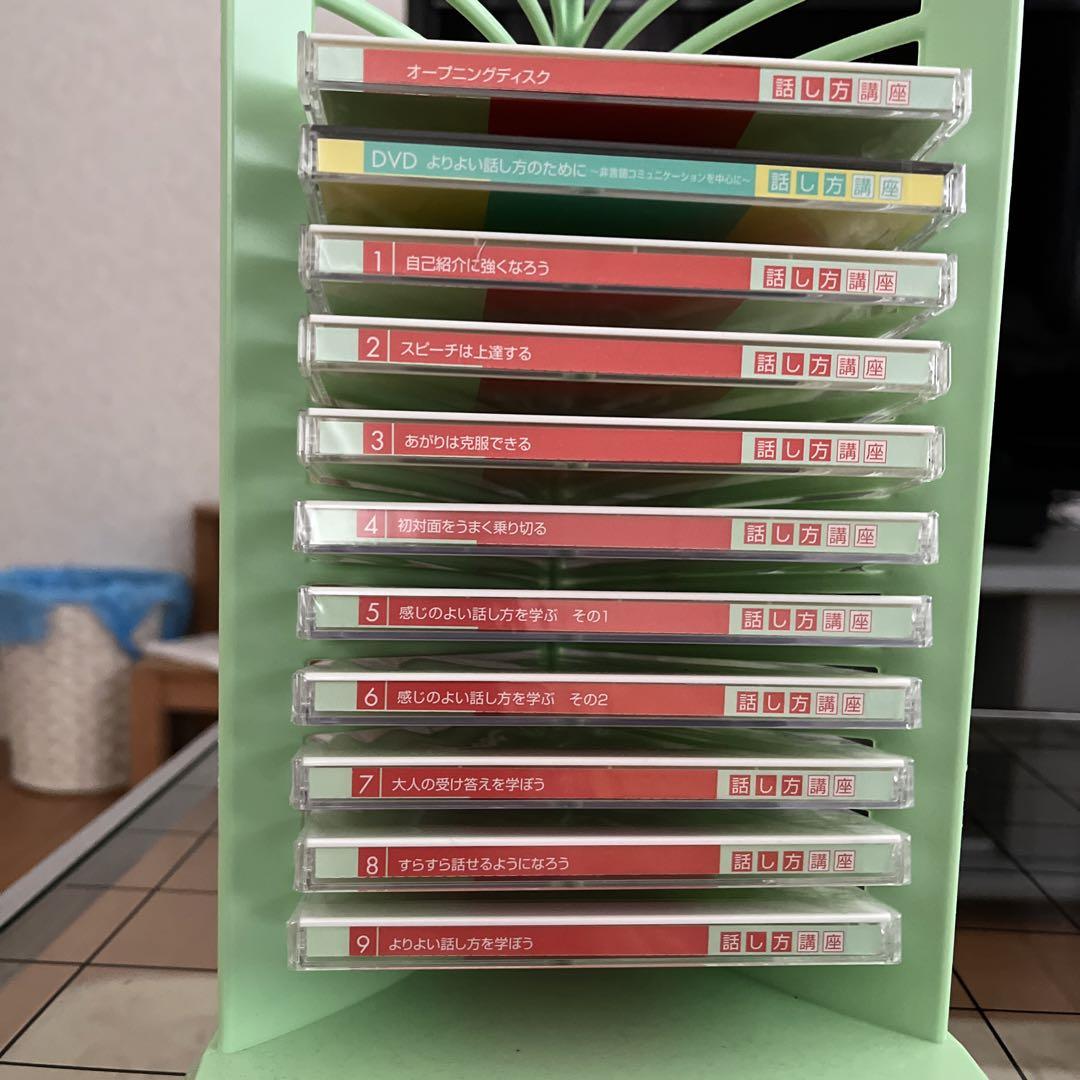 オープニングディスク 話し方講座
DVD よりよい話し方のために ～非言語コミュニケーションを中心に～ 話し方講座
1 自己紹介に強くなろう 話し方講座
2 スピーチは上達する 話し方講座
3 あがりは克服できる 話し方講座
4 初対面をうまく乗り切る 話し方講座
5 感じのよい話し方を学ぶ その1 話し方講座
6 感じのよい話し方を学ぶ その2 話し方講座
7 大人の受け答えを学ぼう 話し方講座
8 すらすら話せるようになろう 話し方講座
9 よりよい話し方を学ぼう 話し方講座